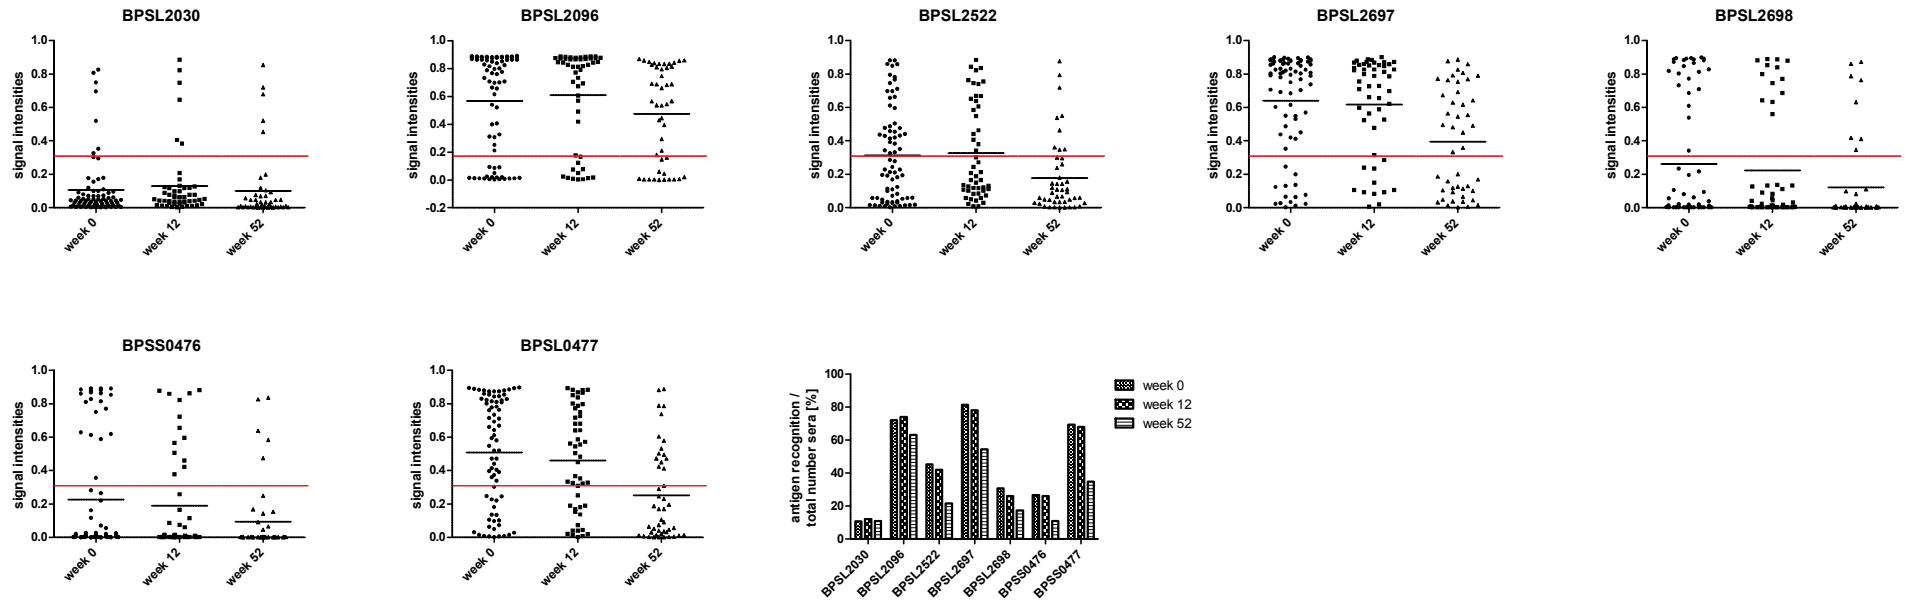 BPSL2030
signal intensities
1.0
0.8
0.6
0.4
0.2
0.0
week 0
week 12
week 52
BPSL2096
signal intensities
1.0
0.8
0.6
0.4
0.2
0.0
-0.2
week 0
week 12
week 52
BPSL2522
signal intensities
1.0
0.8
0.6
0.4
0.2
0.0
week 0
week 12
week 52
BPSL2697
signal intensities
1.0
0.8
0.6
0.4
0.2
0.0
week 0
week 12
week 52
BPSL2698
signal intensities
1.0
0.8
0.6
0.4
0.2
0.0
week 0
week 12
week 52
BPSS0476
signal intensities
1.0
0.8
0.6
0.4
0.2
0.0
week 0
week 12
week 52
BPSL0477
signal intensities
1.0
0.8
0.6
0.4
0.2
0.0
week 0
week 12
week 52
antigen recognition /
total number sera [%]
100
80
60
40
20
0
BPSL2030
BPSL2096
BPSL2522
BPSL2697
BPSL2698
BPSS0476
BPSS0477
week 0
week 12
week 52